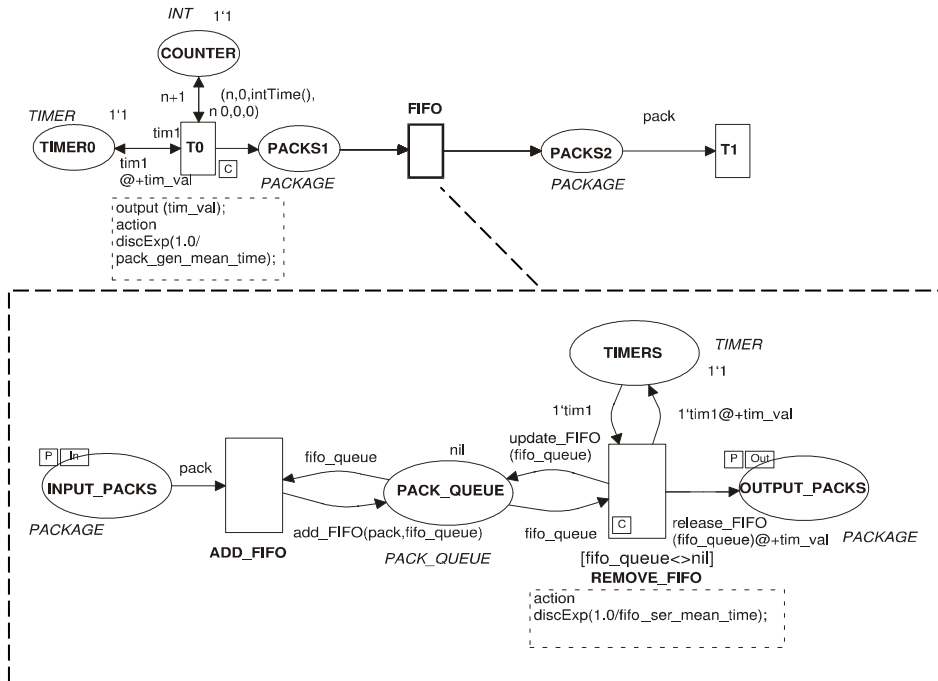 INT 1'1
COUNTER
n+1
(n,0,intTime(),
n 0,0,0)
FIFO
pack
TIMER 1'1
TIMER0
tim1
T0
PACKS1
PACKS2
T1
tim1
@+tim_val
C
PACKAGE
PACKAGE
output (tim_val);
action
discExp(1.0/
pack_gen_mean_time);
TIMERS
TIMER
1'1
1'tim1
1'tim1@+tim_val
P In
INPUT_PACKS
PACKAGE
pack
ADD_FIFO
fifo_queue
nil
PACK_QUEUE
add_FIFO(pack,fifo_queue)
PACK_QUEUE
update_FIFO
(fifo_queue)
fifo_queue
C
[fifo_queue<>nil]
REMOVE_FIFO
action
discExp(1.0/fifo_ser_mean_time);
P Out
OUTPUT_PACKS
release_FIFO
(fifo_queue)@+tim_val
PACKAGE